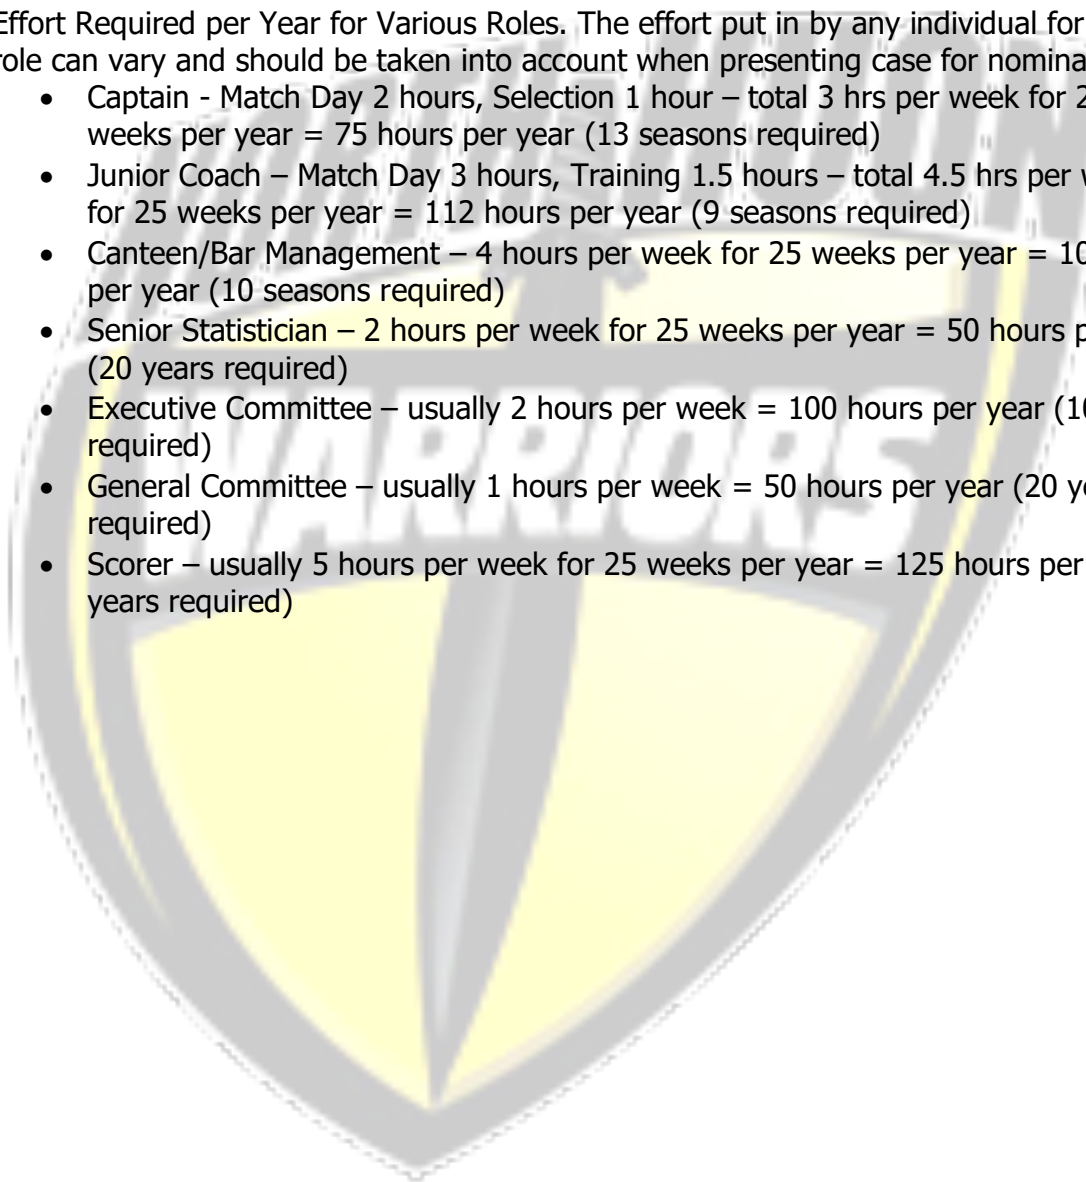 Effort Required per Year for Various Roles. The effort put in by any individual for
role can vary and should be taken into account when presenting case for nomina
• Captain - Match Day 2 hours, Selection 1 hour – total 3 hrs per week for 2
weeks per year = 75 hours per year (13 seasons required)
• Junior Coach – Match Day 3 hours, Training 1.5 hours – total 4.5 hrs per w
for 25 weeks per year = 112 hours per year (9 seasons required)
• Canteen/Bar Management – 4 hours per week for 25 weeks per year = 10
per year (10 seasons required)
• Senior Statistician – 2 hours per week for 25 weeks per year = 50 hours p
(20 years required)
• Executive Committee – usually 2 hours per week = 100 hours per year (10
required)
• General Committee – usually 1 hours per week = 50 hours per year (20 ye
required)
• Scorer – usually 5 hours per week for 25 weeks per year = 125 hours per
years required)
WARRIORS